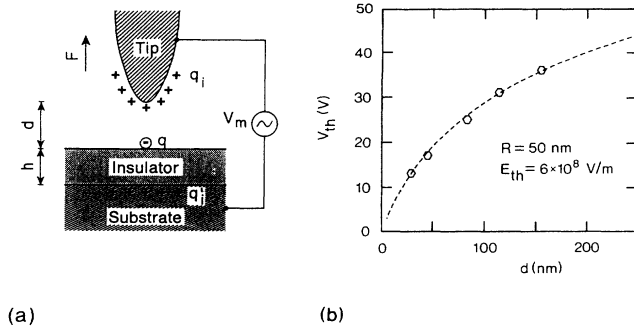 Tip
F
q_i
d
V_m
q
h
Insulator
q_i'
Substrate
(a)
50
40
30
20
10
0
V_th (V)
R = 50 nm
E_th = 6×10^8 V/m
0
100
200
d (nm)
(b)